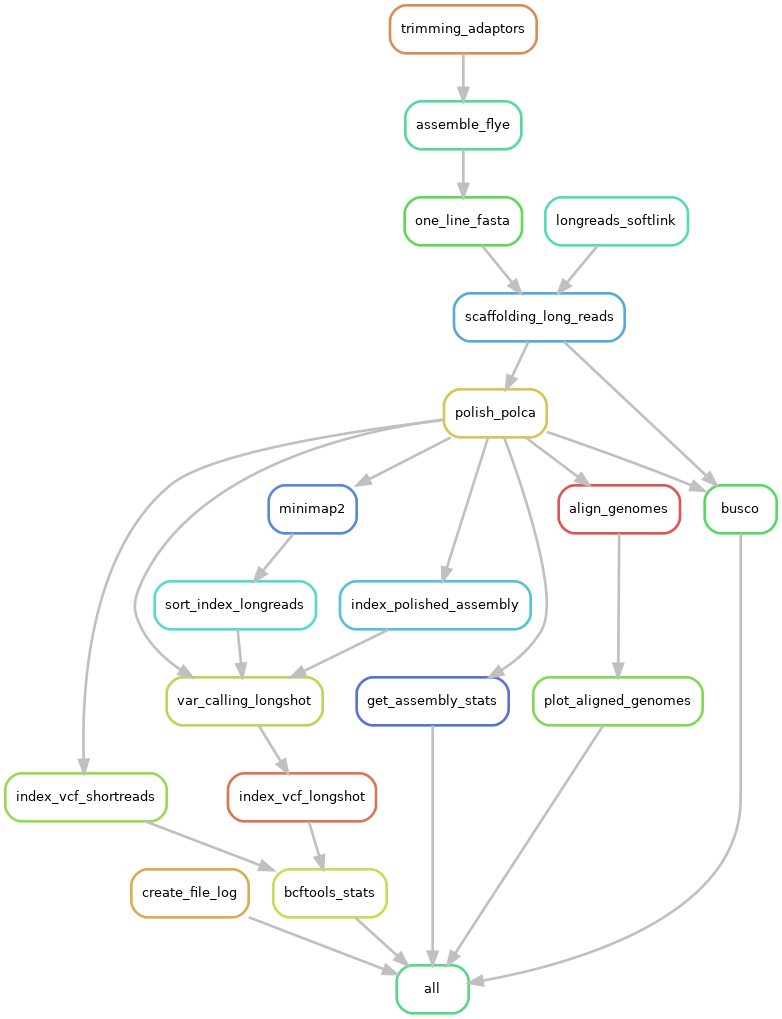 trimming_adaptors
assemble_flye
one_line_fasta
longreads_softlink
scaffolding_long_reads
polish_polca
minimap2
align_genomes
busco
sort_index_longreads
index_polished_assembly
var_calling_longshot
get_assembly_stats
plot_aligned_genomes
index_vcf_shortreads
index_vcf_longshot
create_file_log
bcftools_stats
all